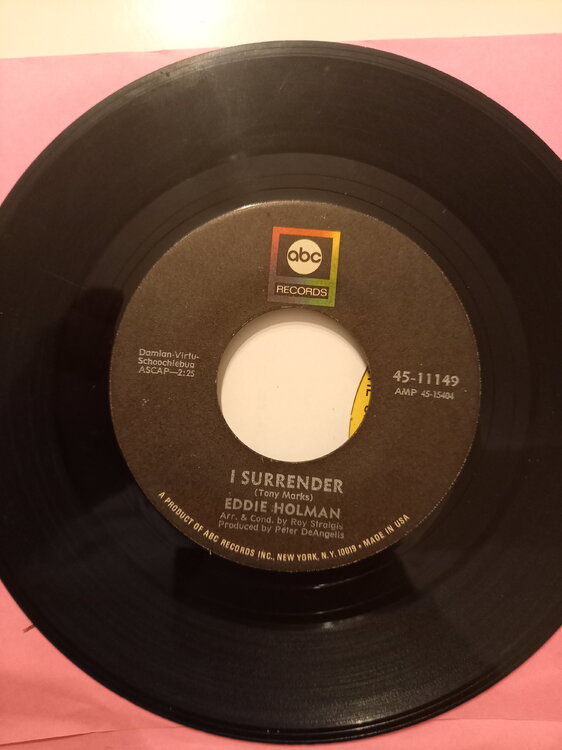 abc
RECORDS
Damian-Virtu-
Schoochiebug
ASCAP—2:25
45-11149
AMP 45-15404
I SURRENDER
(Tony Marks)
EDDIE HOLMAN
Arr. & Cond. by Roy Straigis
Produced by Peter DeAngelis
A PRODUCT OF ABC RECORDS INC., NEW YORK, N.Y. 10019 • MADE IN USA